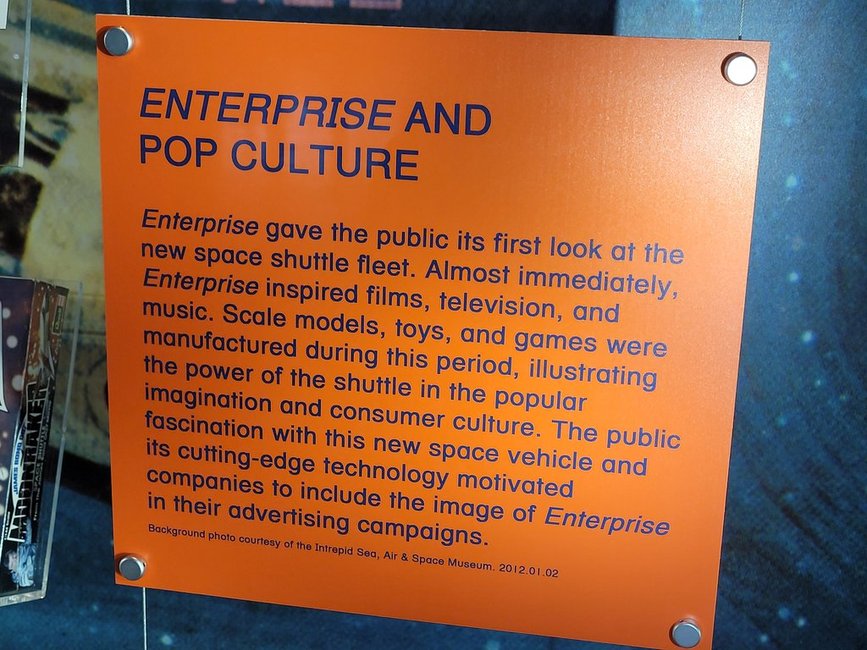 ENTERPRISE AND
POP CULTURE
Enterprise gave the public its first look at the
new space shuttle fleet. Almost immediately,
Enterprise inspired films, television, and
music. Scale models, toys, and games were
manufactured during this period, illustrating
the power of the shuttle in the popular
imagination and consumer culture. The public
fascination with this new space vehicle and
its cutting-edge technology motivated
companies to include the image of Enterprise
in their advertising campaigns.
Background photo courtesy of the Intrepid Sea, Air & Space Museum. 2012.01.02
MOONRAKER